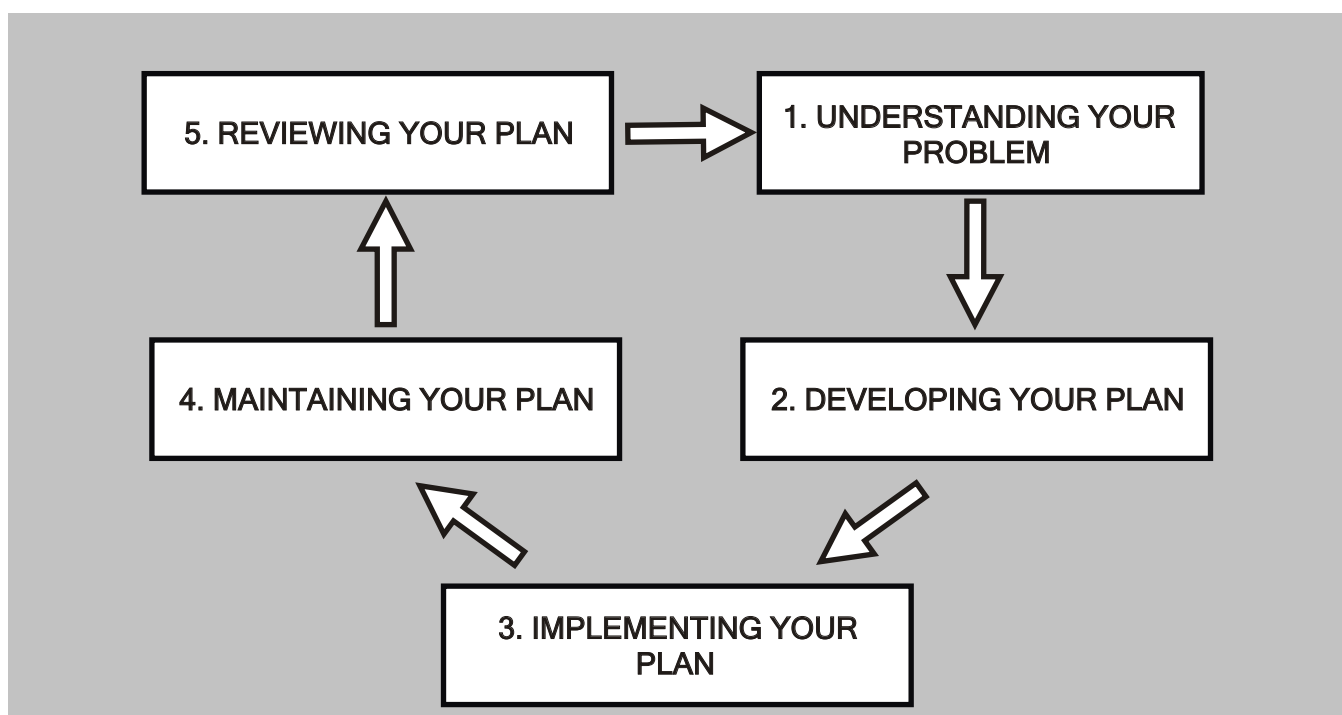 5. REVIEWING YOUR PLAN
1. UNDERSTANDING YOUR
PROBLEM
4. MAINTAINING YOUR PLAN
2. DEVELOPING YOUR PLAN
3. IMPLEMENTING YOUR
PLAN